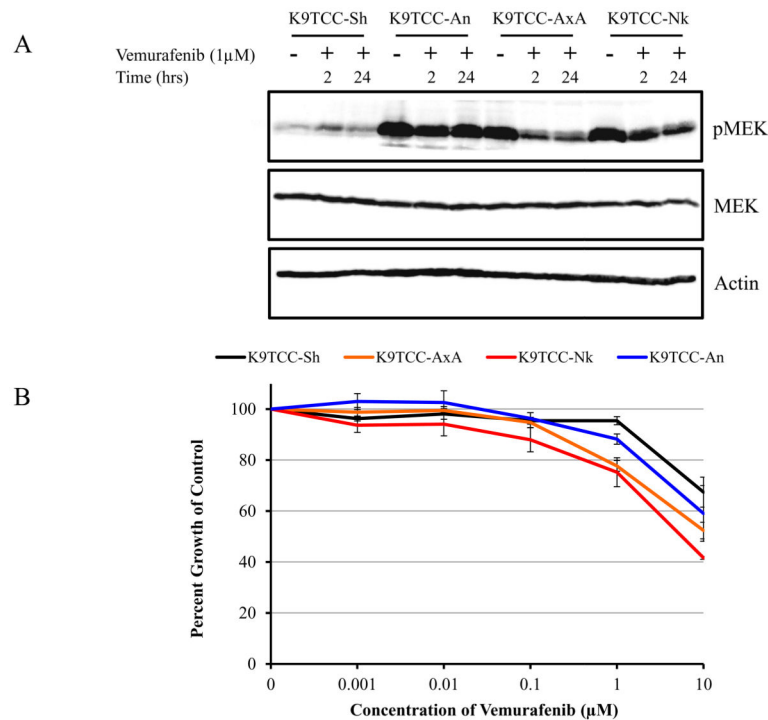 K9TCC-Sh K9TCC-An K9TCC-AxA K9TCC-Nk
A
Vemurafenib (1µM) - + + - + + - + + - + +
Time (hrs) 2 24 2 24 2 24 2 24
pMEK
MEK
Actin
K9TCC-Sh K9TCC-AxA K9TCC-Nk K9TCC-An
B
Percent Growth of Control
100
80
60
40
20
0
0 0.001 0.01 0.1 1 10
Concentration of Vemurafenib (µM)